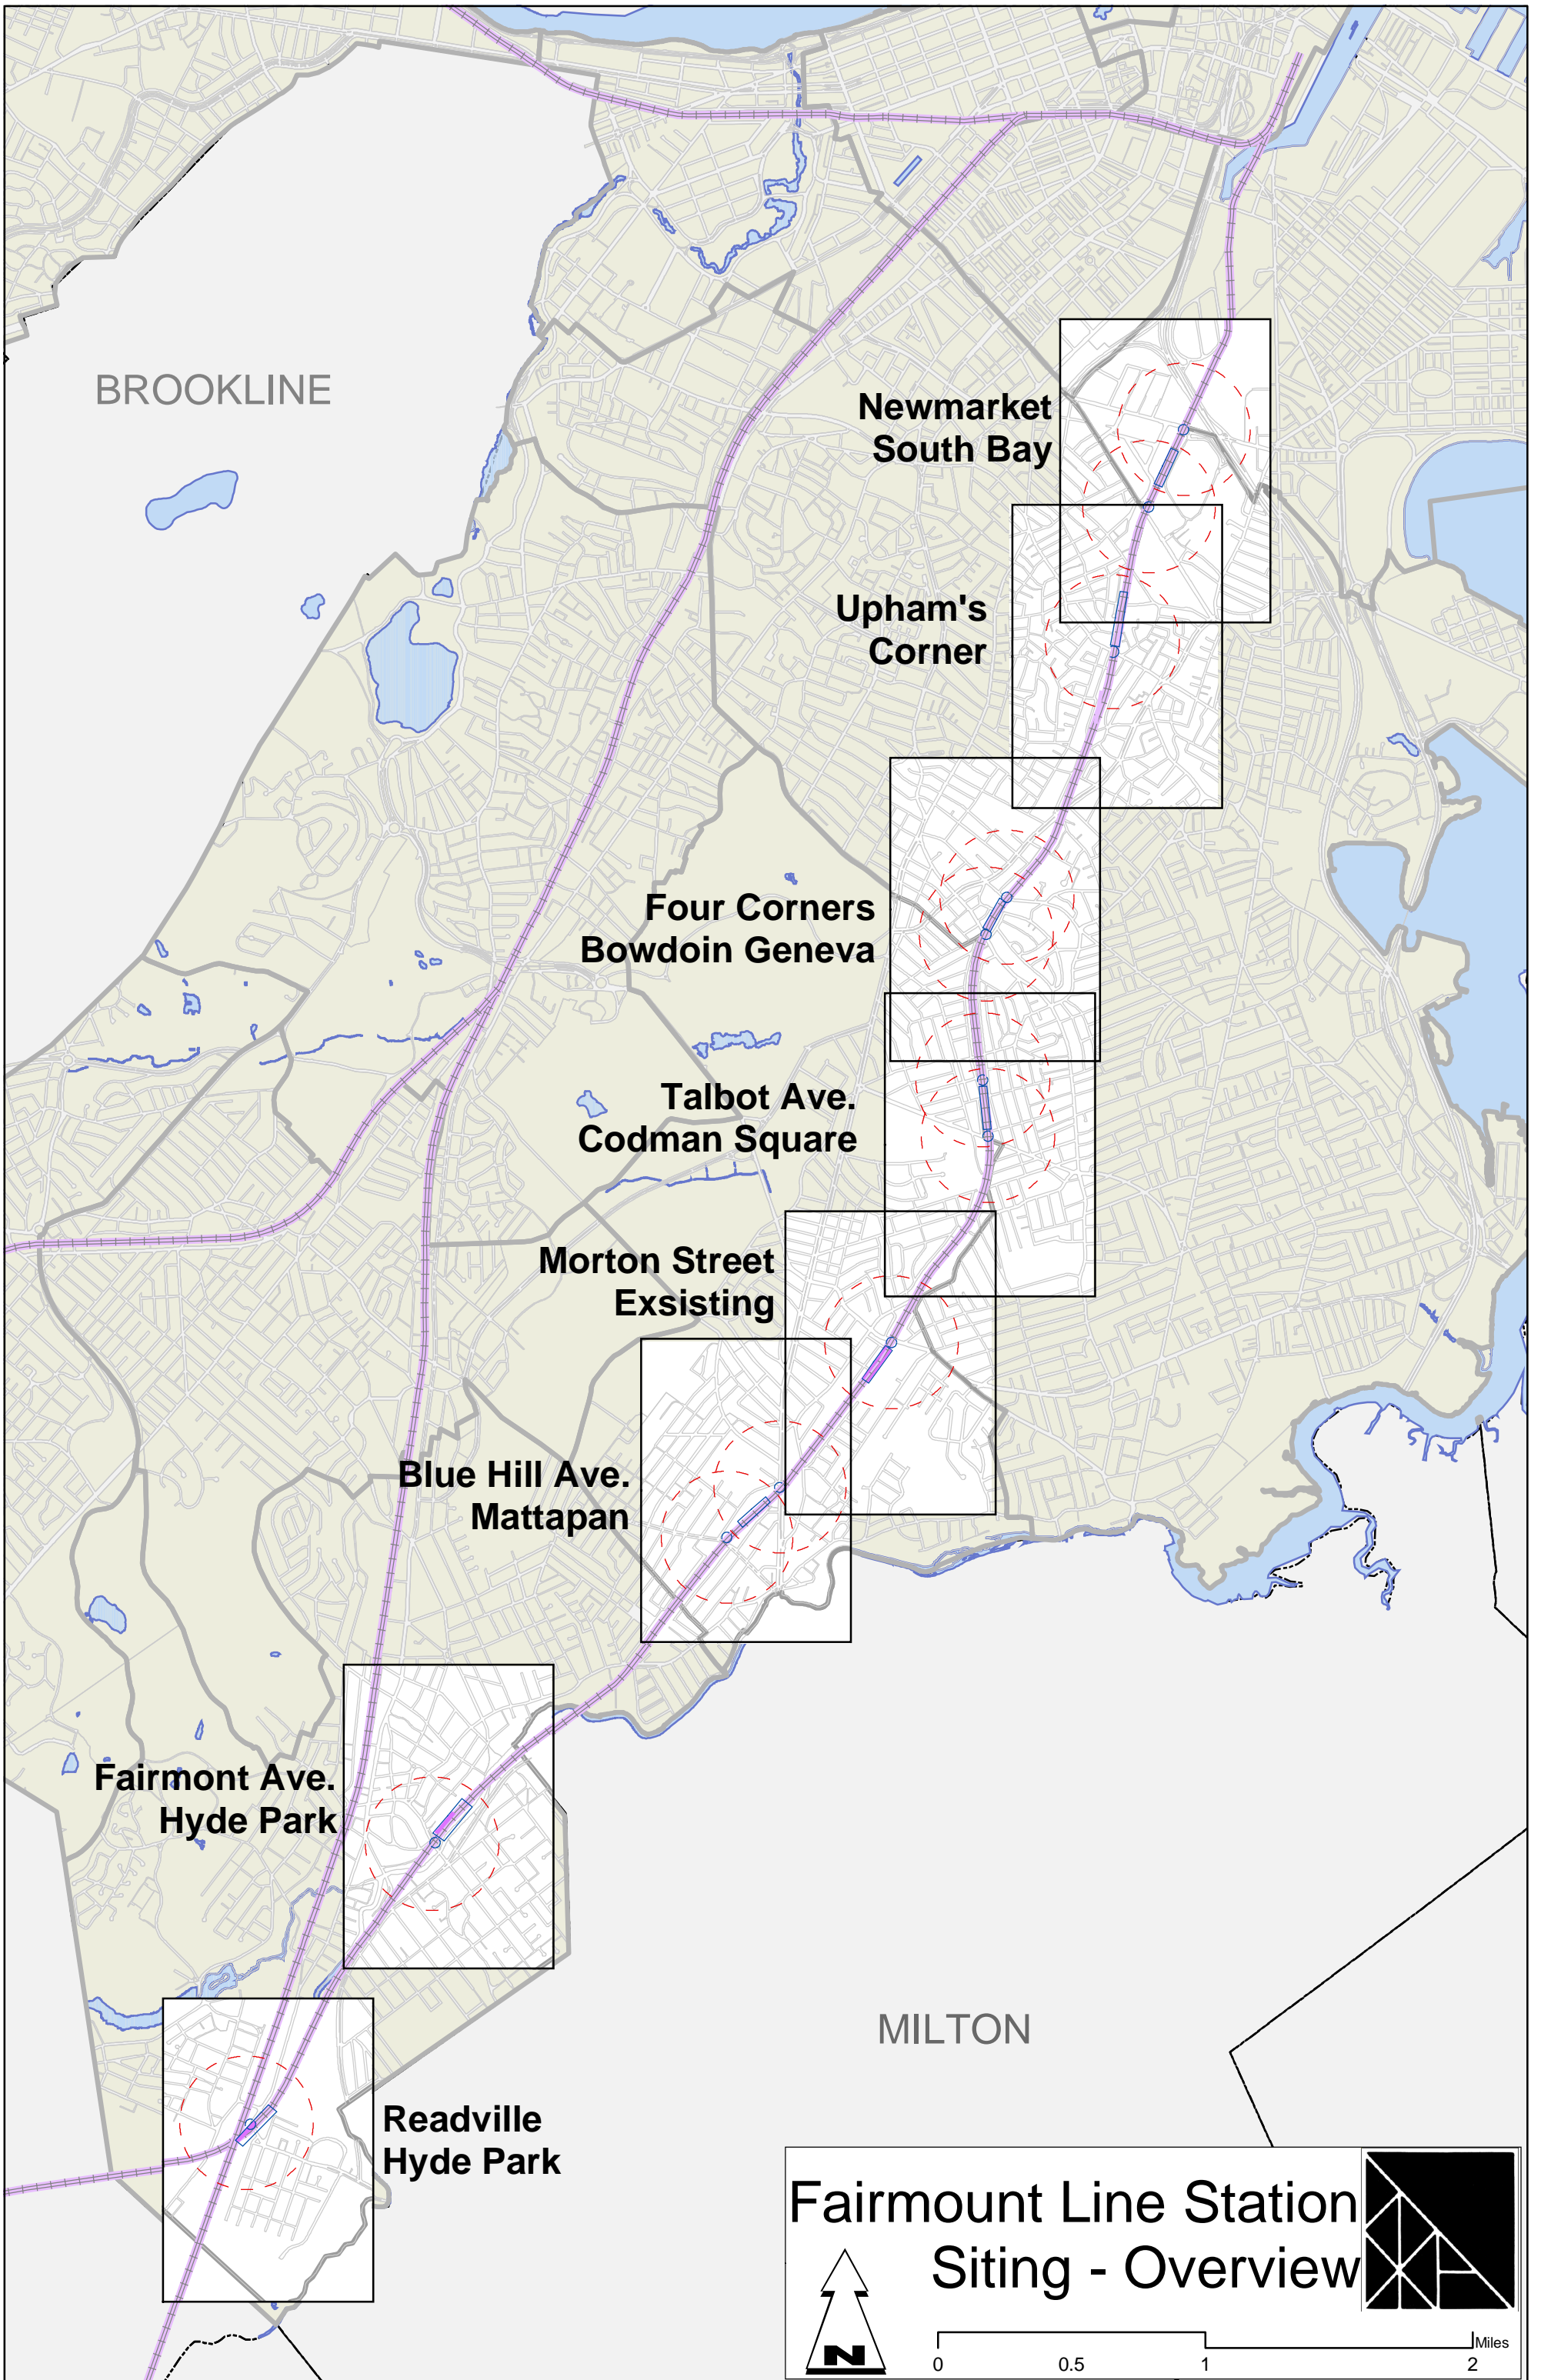 BROOKLINE
Newmarket
South Bay
Upham's
Corner
Four Corners
Bowdoin Geneva
Talbot Ave.
Codman Square
Morton Street
Exsisting
Blue Hill Ave.
Mattapan
Fairmont Ave.
Hyde Park
MILTON
Readville
Hyde Park
Fairmount Line Station
Siting - Overview
N
Miles
0 0.5 1 2